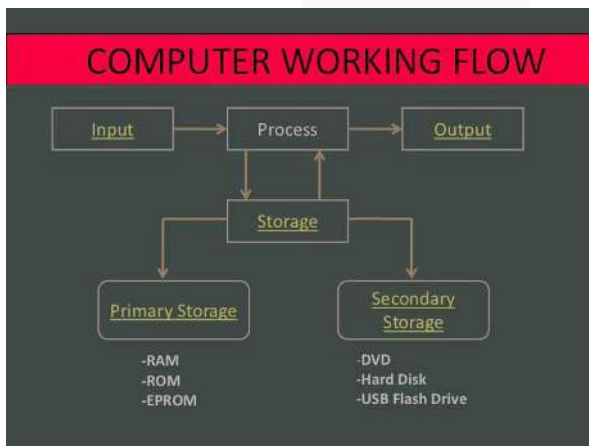 COMPUTER WORKING FLOW
Input
Process
Output
Storage
Primary Storage
Secondary
Storage
-RAM
-ROM
-EPROM
-DVD
-Hard Disk
-USB Flash Drive